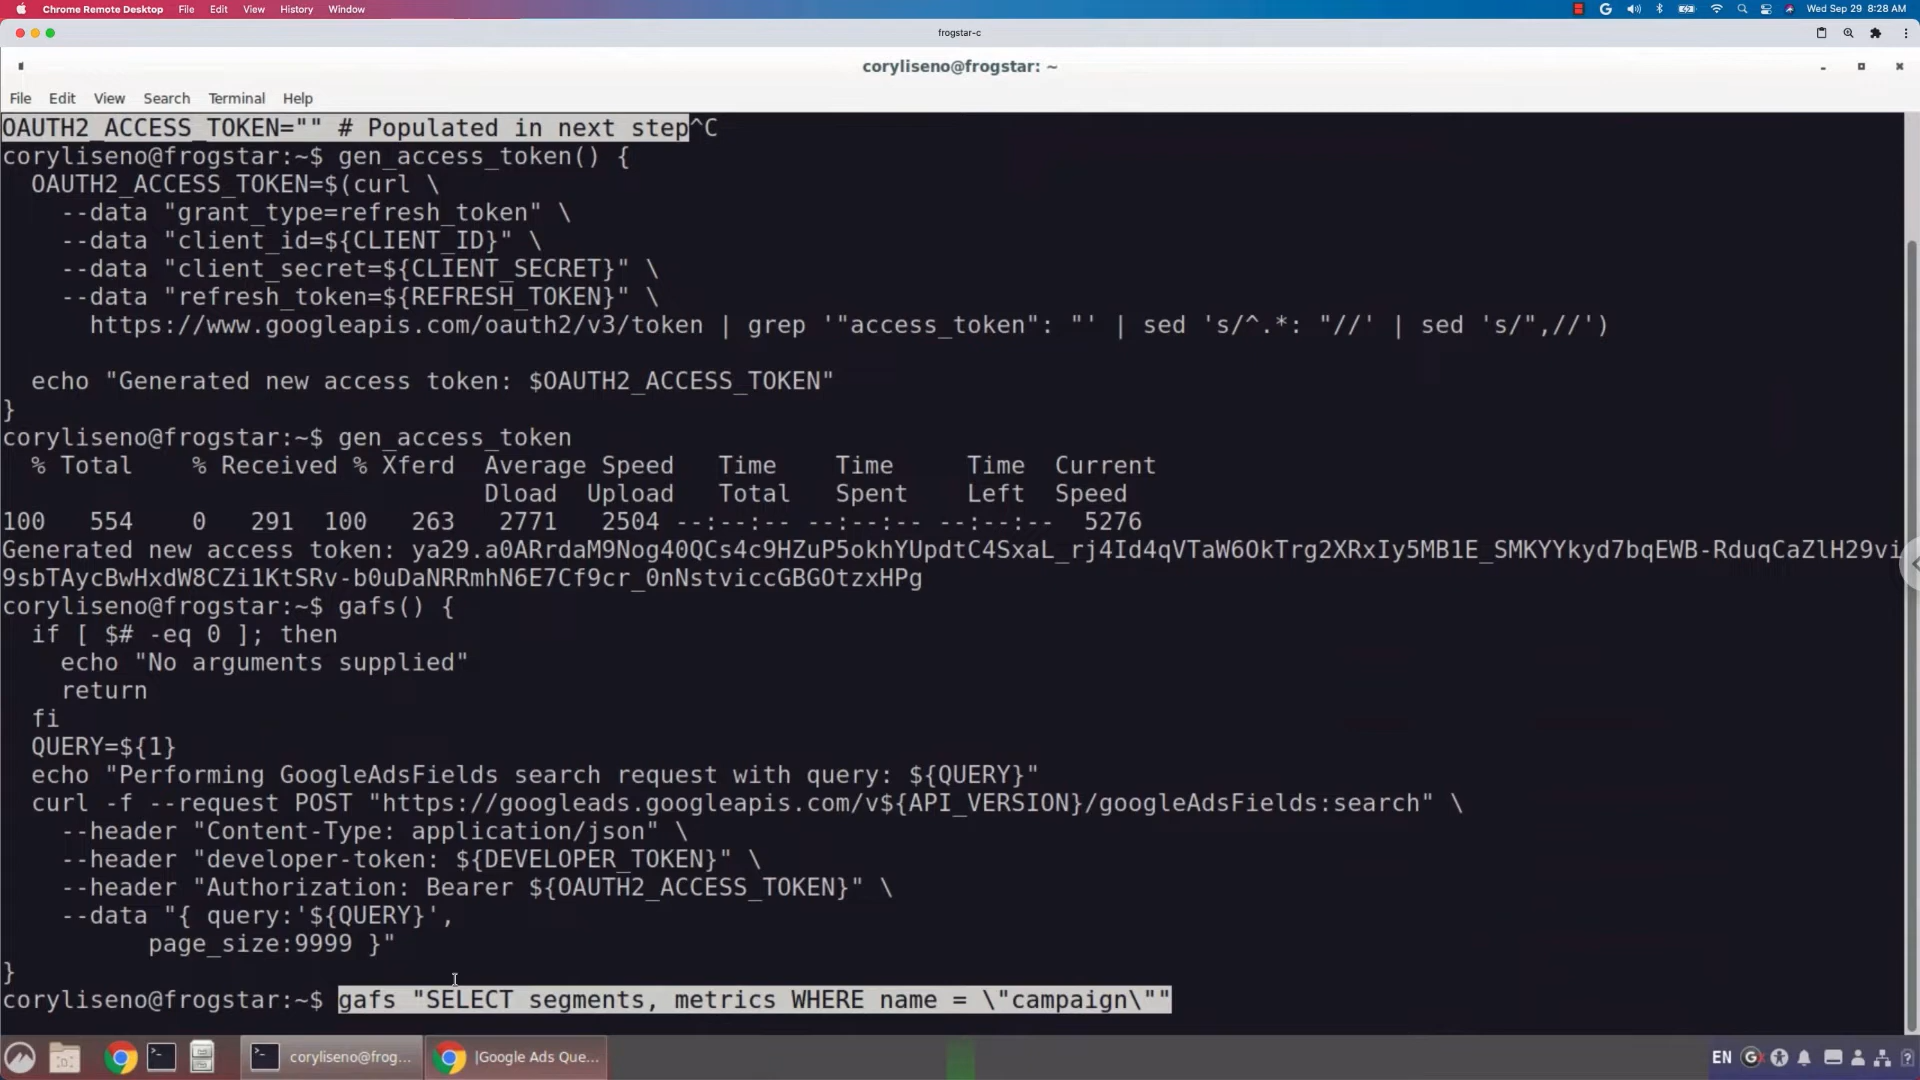 Chrome Remote Desktop File Edit View History Window Wed Sep 29 8:28 AM
frogstar-c
coryliseno@frogstar: ~
File Edit View Search Terminal Help
OAUTH2_ACCESS_TOKEN="" # Populated in next step^C
coryliseno@frogstar:~$ gen_access_token() {
  OAUTH2_ACCESS_TOKEN=$(curl \
    --data "grant_type=refresh_token" \
    --data "client_id=${CLIENT_ID}" \
    --data "client_secret=${CLIENT_SECRET}" \
    --data "refresh_token=${REFRESH_TOKEN}" \
      https://www.googleapis.com/oauth2/v3/token | grep '"access_token": "' | sed 's/^.*: "//' | sed 's/",//')
  echo "Generated new access token: $OAUTH2_ACCESS_TOKEN"
}
coryliseno@frogstar:~$ gen_access_token
  % Total    % Received % Xferd  Average Speed   Time    Time     Time  Current
                                 Dload  Upload   Total   Spent    Left  Speed
100   554    0   291  100   263   2771   2504 --:--:-- --:--:-- --:--:--  5276
Generated new access token: ya29.a0ARrdaM9Nog40QCs4c9HZuP5okhYUpdtC4SxaL_rj4Id4qVTaW6OkTrg2XRxIy5MB1E_SMKYYkyd7bqEWB-RduqCaZlH29vi
9sbTAycBwHxdW8CZi1KtSRv-b0uDaNRRmhN6E7Cf9cr_0nNstviccGBGOtzxHPg
coryliseno@frogstar:~$ gafs() {
  if [ $# -eq 0 ]; then
    echo "No arguments supplied"
    return
  fi
  QUERY=${1}
  echo "Performing GoogleAdsFields search request with query: ${QUERY}"
  curl -f --request POST "https://googleads.googleapis.com/v${API_VERSION}/googleAdsFields:search" \
    --header "Content-Type: application/json" \
    --header "developer-token: ${DEVELOPER_TOKEN}" \
    --header "Authorization: Bearer ${OAUTH2_ACCESS_TOKEN}" \
    --data "{ query:'${QUERY}',
          page_size:9999 }"
}
coryliseno@frogstar:~$ gafs "SELECT segments, metrics WHERE name = \"campaign\""
coryliseno@frog... |Google Ads Que... EN